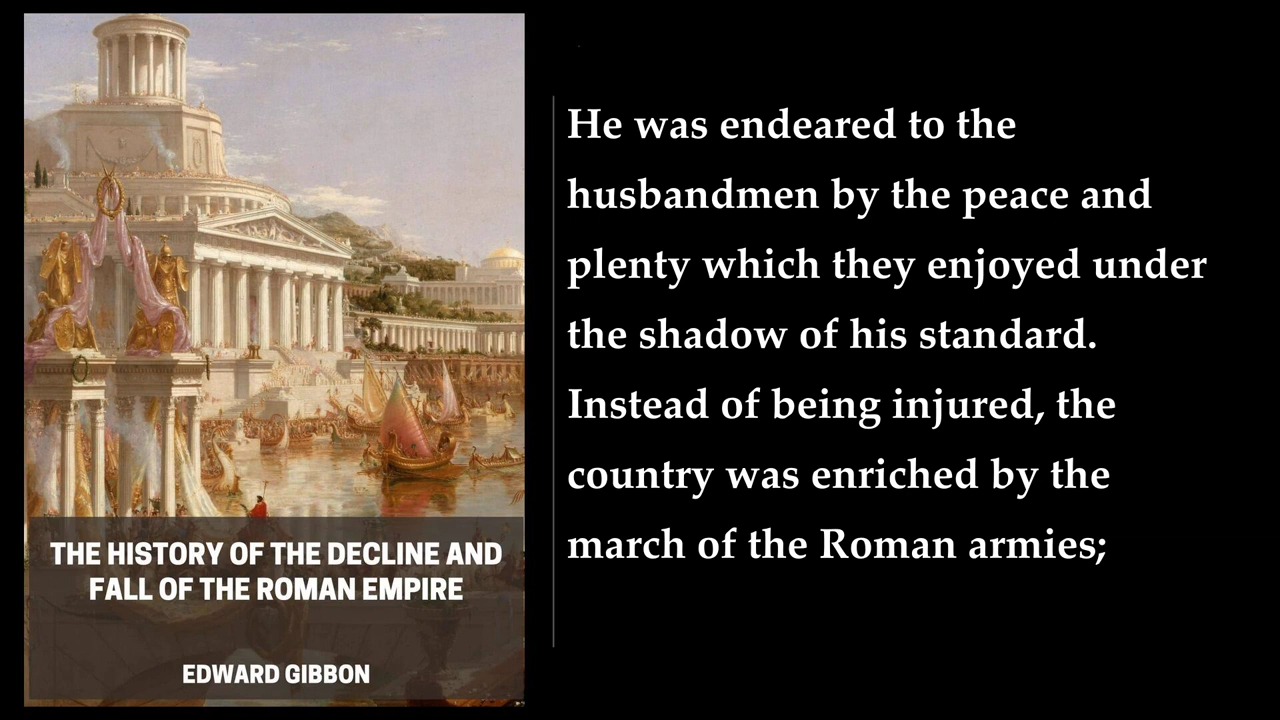 THE HISTORY OF THE DECLINE AND
FALL OF THE ROMAN EMPIRE
EDWARD GIBBON
He was endeared to the
husbandmen by the peace and
plenty which they enjoyed under
the shadow of his standard.
Instead of being injured, the
country was enriched by the
march of the Roman armies;